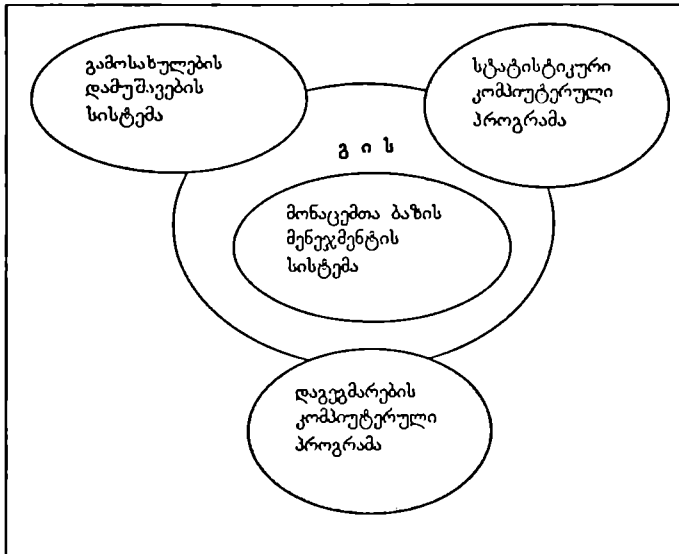 გამოსახულების
დამუშავების
სისტემა
სტატისტიკური
კომპიუტერული
პროგრამა
გ ი ს
მონაცემთა ბაზის
მენეჯმენტის
სისტემა
დაგეგმარების
კომპიუტერული
პროგრამა